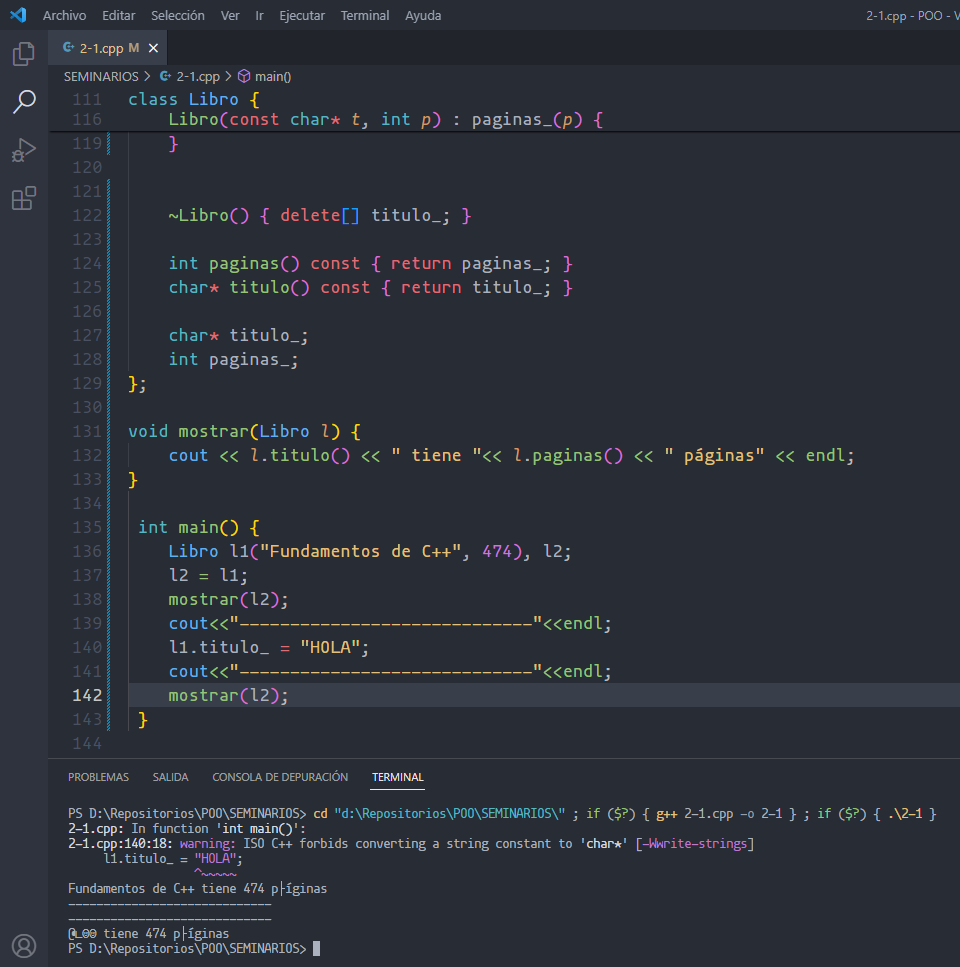 Archivo Editar Selección Ver Ir Ejecutar Terminal Ayuda 2-1.cpp - POO - V
2-1.cpp M
SEMINARIOS > 2-1.cpp > main()
111 class Libro {
116 Libro(const char* t, int p) : paginas_(p) {
119 }
120
121
122 ~Libro() { delete[] titulo_; }
123
124 int paginas() const { return paginas_; }
125 char* titulo() const { return titulo_; }
126
127 char* titulo_;
128 int paginas_;
129 };
130
131 void mostrar(Libro l) {
132 cout << l.titulo() << " tiene "<< l.paginas() << " páginas" << endl;
133 }
134
135 int main() {
136 Libro l1("Fundamentos de C++", 474), l2;
137 l2 = l1;
138 mostrar(l2);
139 cout<<"-----------------------------"<<endl;
140 l1.titulo_ = "HOLA";
141 cout<<"-----------------------------"<<endl;
142 mostrar(l2);
143 }
144
PROBLEMAS SALIDA CONSOLA DE DEPURACIÓN TERMINAL
PS D:\Repositorios\POO\SEMINARIOS> cd "d:\Repositorios\POO\SEMINARIOS\" ; if ($?) { g++ 2-1.cpp -o 2-1 } ; if ($?) { .\2-1 }
2-1.cpp: In function 'int main()':
2-1.cpp:140:18: warning: ISO C++ forbids converting a string constant to 'char*' [-Wwrite-strings]
l1.titulo_ = "HOLA";
^~~~~~
Fundamentos de C++ tiene 474 p├íginas
-----------------------------
-----------------------------
tiene 474 p├íginas
PS D:\Repositorios\POO\SEMINARIOS>